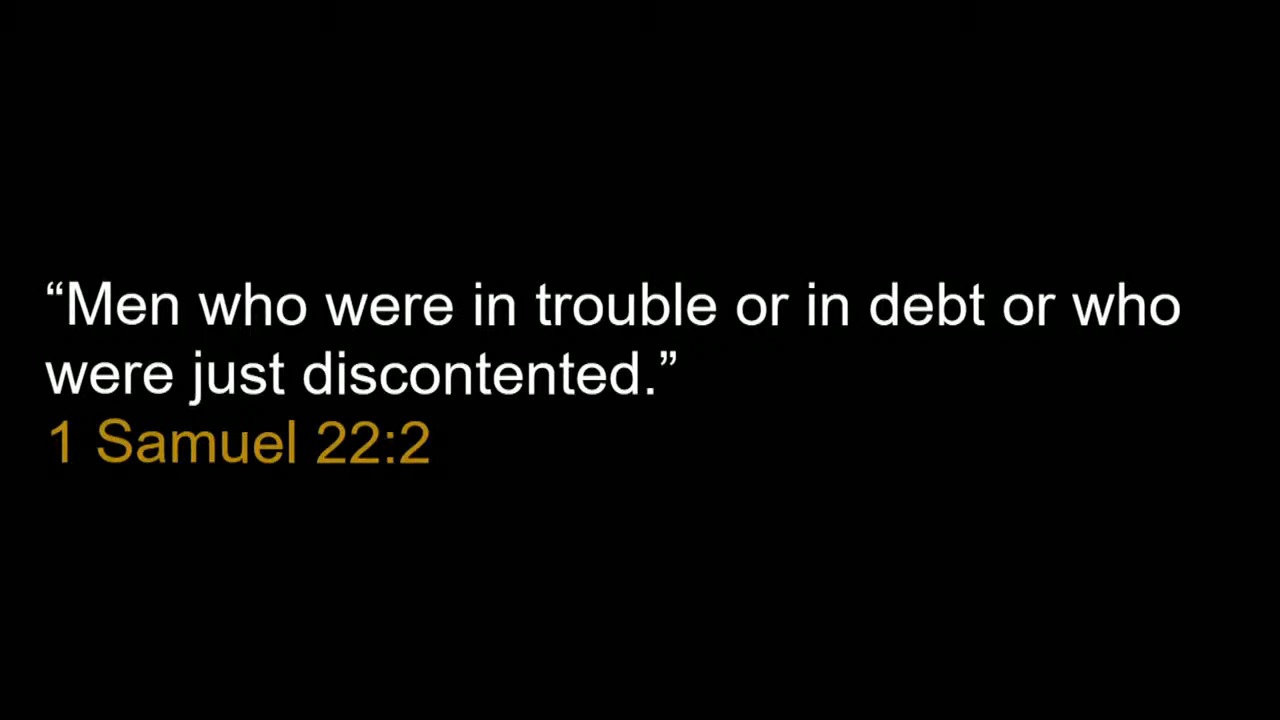 “Men who were in trouble or in debt or who
were just discontented.”
1 Samuel 22:2